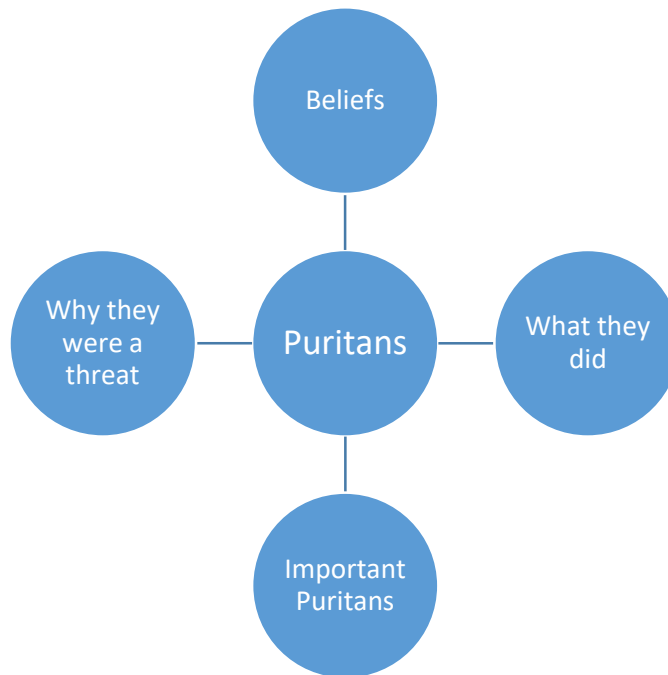 Beliefs
Why they
were a
threat
Puritans
What they
did
Important
Puritans